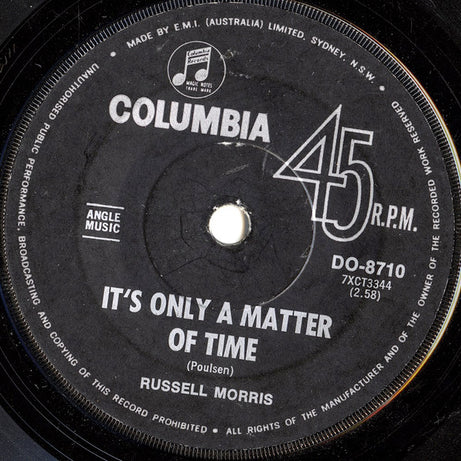 • MADE BY E.M.I. (AUSTRALIA) LIMITED, SYDNEY, N.S.W. •
UNAUTHORISED PUBLIC PERFORMANCE, BROADCASTING AND COPYING OF THIS RECORD PROHIBITED • ALL RIGHTS OF THE MANUFACTURER AND OF THE OWNER OF THE RECORDED WORK RESERVED
Columbia
Records
MAGIC NOTES
TRADE MARK
COLUMBIA
45 R.P.M.
ANGLE
MUSIC
DO-8710
7XCT3344
(2.58)
IT'S ONLY A MATTER
OF TIME
(Poulsen)
RUSSELL MORRIS